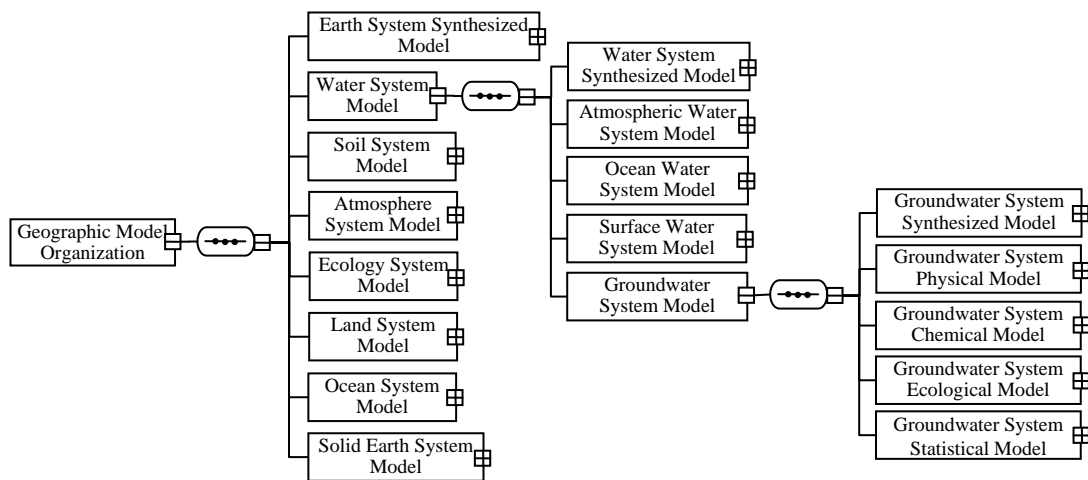 Geographic Model
Organization
Earth System Synthesized
Model
Water System
Model
Soil System
Model
Atmosphere
System Model
Ecology System
Model
Land System
Model
Ocean System
Model
Solid Earth System
Model
Water System
Synthesized Model
Atmospheric Water
System Model
Ocean Water
System Model
Surface Water
System Model
Groundwater
System Model
Groundwater System
Synthesized Model
Groundwater System
Physical Model
Groundwater System
Chemical Model
Groundwater System
Ecological Model
Groundwater System
Statistical Model